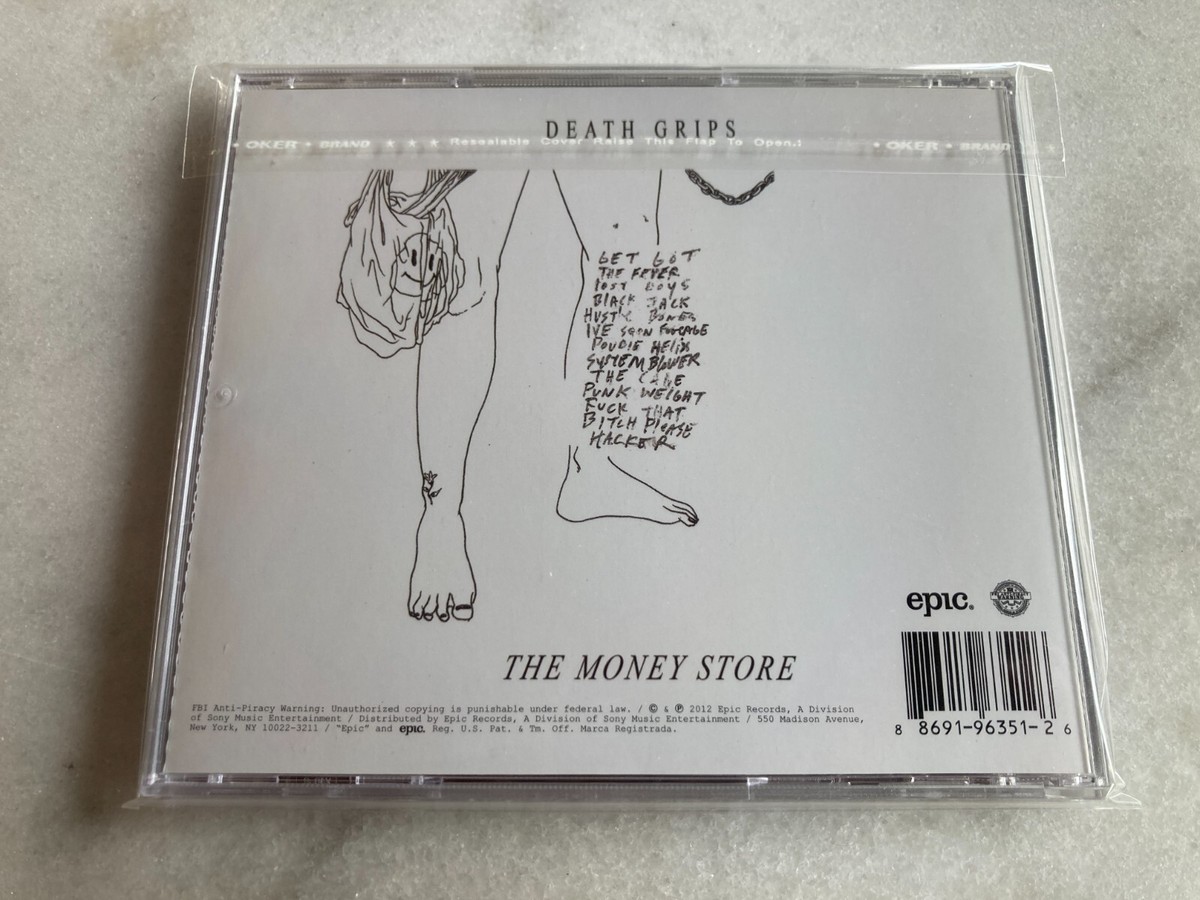 DEATH GRIPS
• OKER • BRAND ★ ★ ★ Resealable Cover Raise This Flap To Open.! • OKER • BRAND ★
GET GOT
THE FEVER
LOST BOYS
BLACK JACK
HUSTLE BONES
IVE SEEN FOOTAGE
DOUBLE HELIX
SYSTEM BLOWER
THE CAGE
PUNK WEIGHT
FUCK THAT
BITCH PLEASE
HACKER
epic.
THE MONEY STORE
FBI Anti-Piracy Warning: Unauthorized copying is punishable under federal law. / © & ℗ 2012 Epic Records, A Division
of Sony Music Entertainment / Distributed by Epic Records, A Division of Sony Music Entertainment / 550 Madison Avenue,
New York, NY 10022-3211 / "Epic" and epic. Reg. U.S. Pat. & Tm. Off. Marca Registrada.
8 8691-96351-2 6